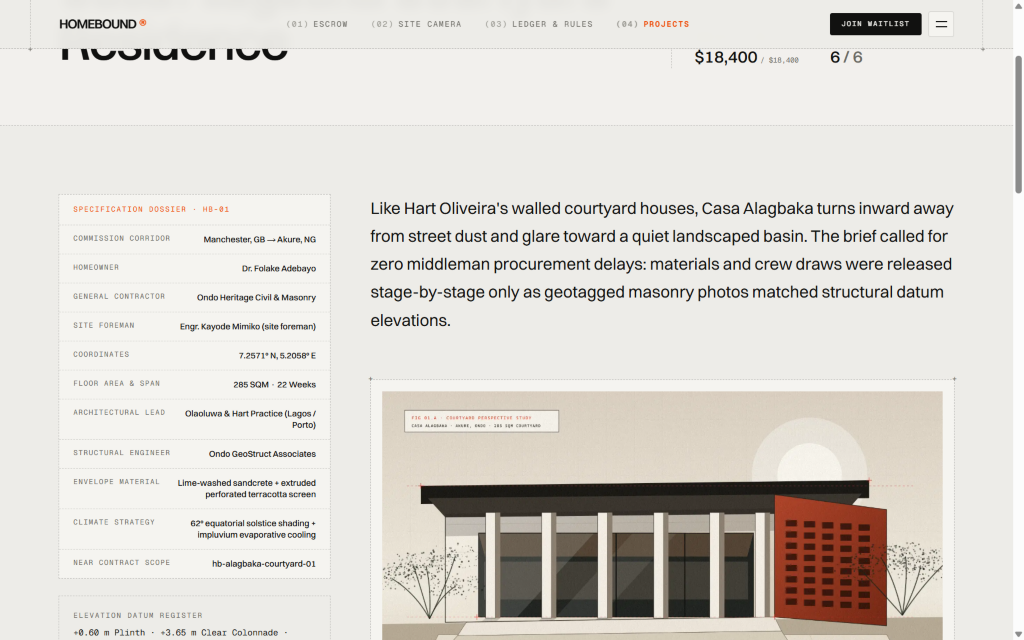 HOMEBOUND ®
(01) ESCROW
(02) SITE CAMERA
(03) LEDGER & RULES
(04) PROJECTS
JOIN WAITLIST
Residence
$18,400 / $18,400
6 / 6
SPECIFICATION DOSSIER · HB-01
COMMISSION CORRIDOR Manchester, GB → Akure, NG
HOMEOWNER Dr. Folake Adebayo
GENERAL CONTRACTOR Ondo Heritage Civil & Masonry
SITE FOREMAN Engr. Kayode Mimiko (site foreman)
COORDINATES 7.2571° N, 5.2058° E
FLOOR AREA & SPAN 285 SQM · 22 Weeks
ARCHITECTURAL LEAD Olaoluwa & Hart Practice (Lagos /
Porto)
STRUCTURAL ENGINEER Ondo GeoStruct Associates
ENVELOPE MATERIAL Lime-washed sandcrete + extruded
perforated terracotta screen
CLIMATE STRATEGY 62° equatorial solstice shading +
impluvium evaporative cooling
NEAR CONTRACT SCOPE hb-alagbaka-courtyard-01
ELEVATION DATUM REGISTER
+0.60 m Plinth · +3.65 m Clear Colonnade ·
Like Hart Oliveira's walled courtyard houses, Casa Alagbaka turns inward away
from street dust and glare toward a quiet landscaped basin. The brief called for
zero middleman procurement delays: materials and crew draws were released
stage-by-stage only as geotagged masonry photos matched structural datum
elevations.
FIG 01.A · COURTYARD PERSPECTIVE STUDY
CASA ALAGBAKA · AKURE, ONDO · 285 SQM COURTYARD